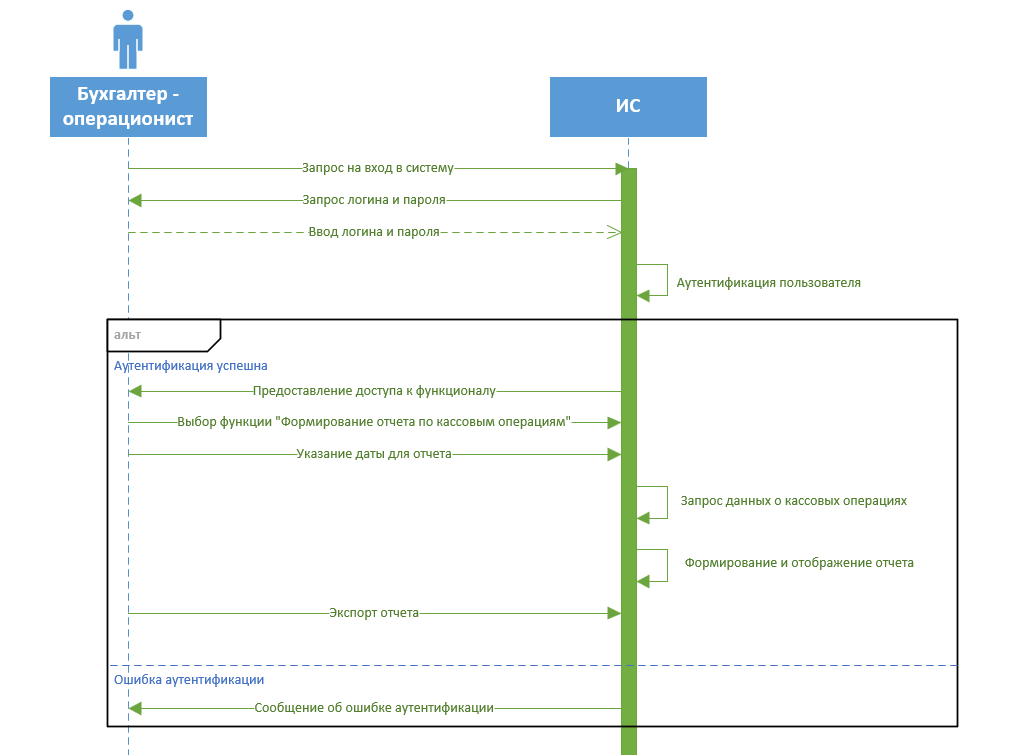 Бухгалтер -
операционист
ИС
Запрос на вход в систему
Запрос логина и пароля
Ввод логина и пароля
Аутентификация пользователя
альт
Аутентификация успешна
Предоставление доступа к функционалу
Выбор функции "Формирование отчета по кассовым операциям"
Указание даты для отчета
Запрос данных о кассовых операциях
Формирование и отображение отчета
Экспорт отчета
Ошибка аутентификации
Сообщение об ошибке аутентификации